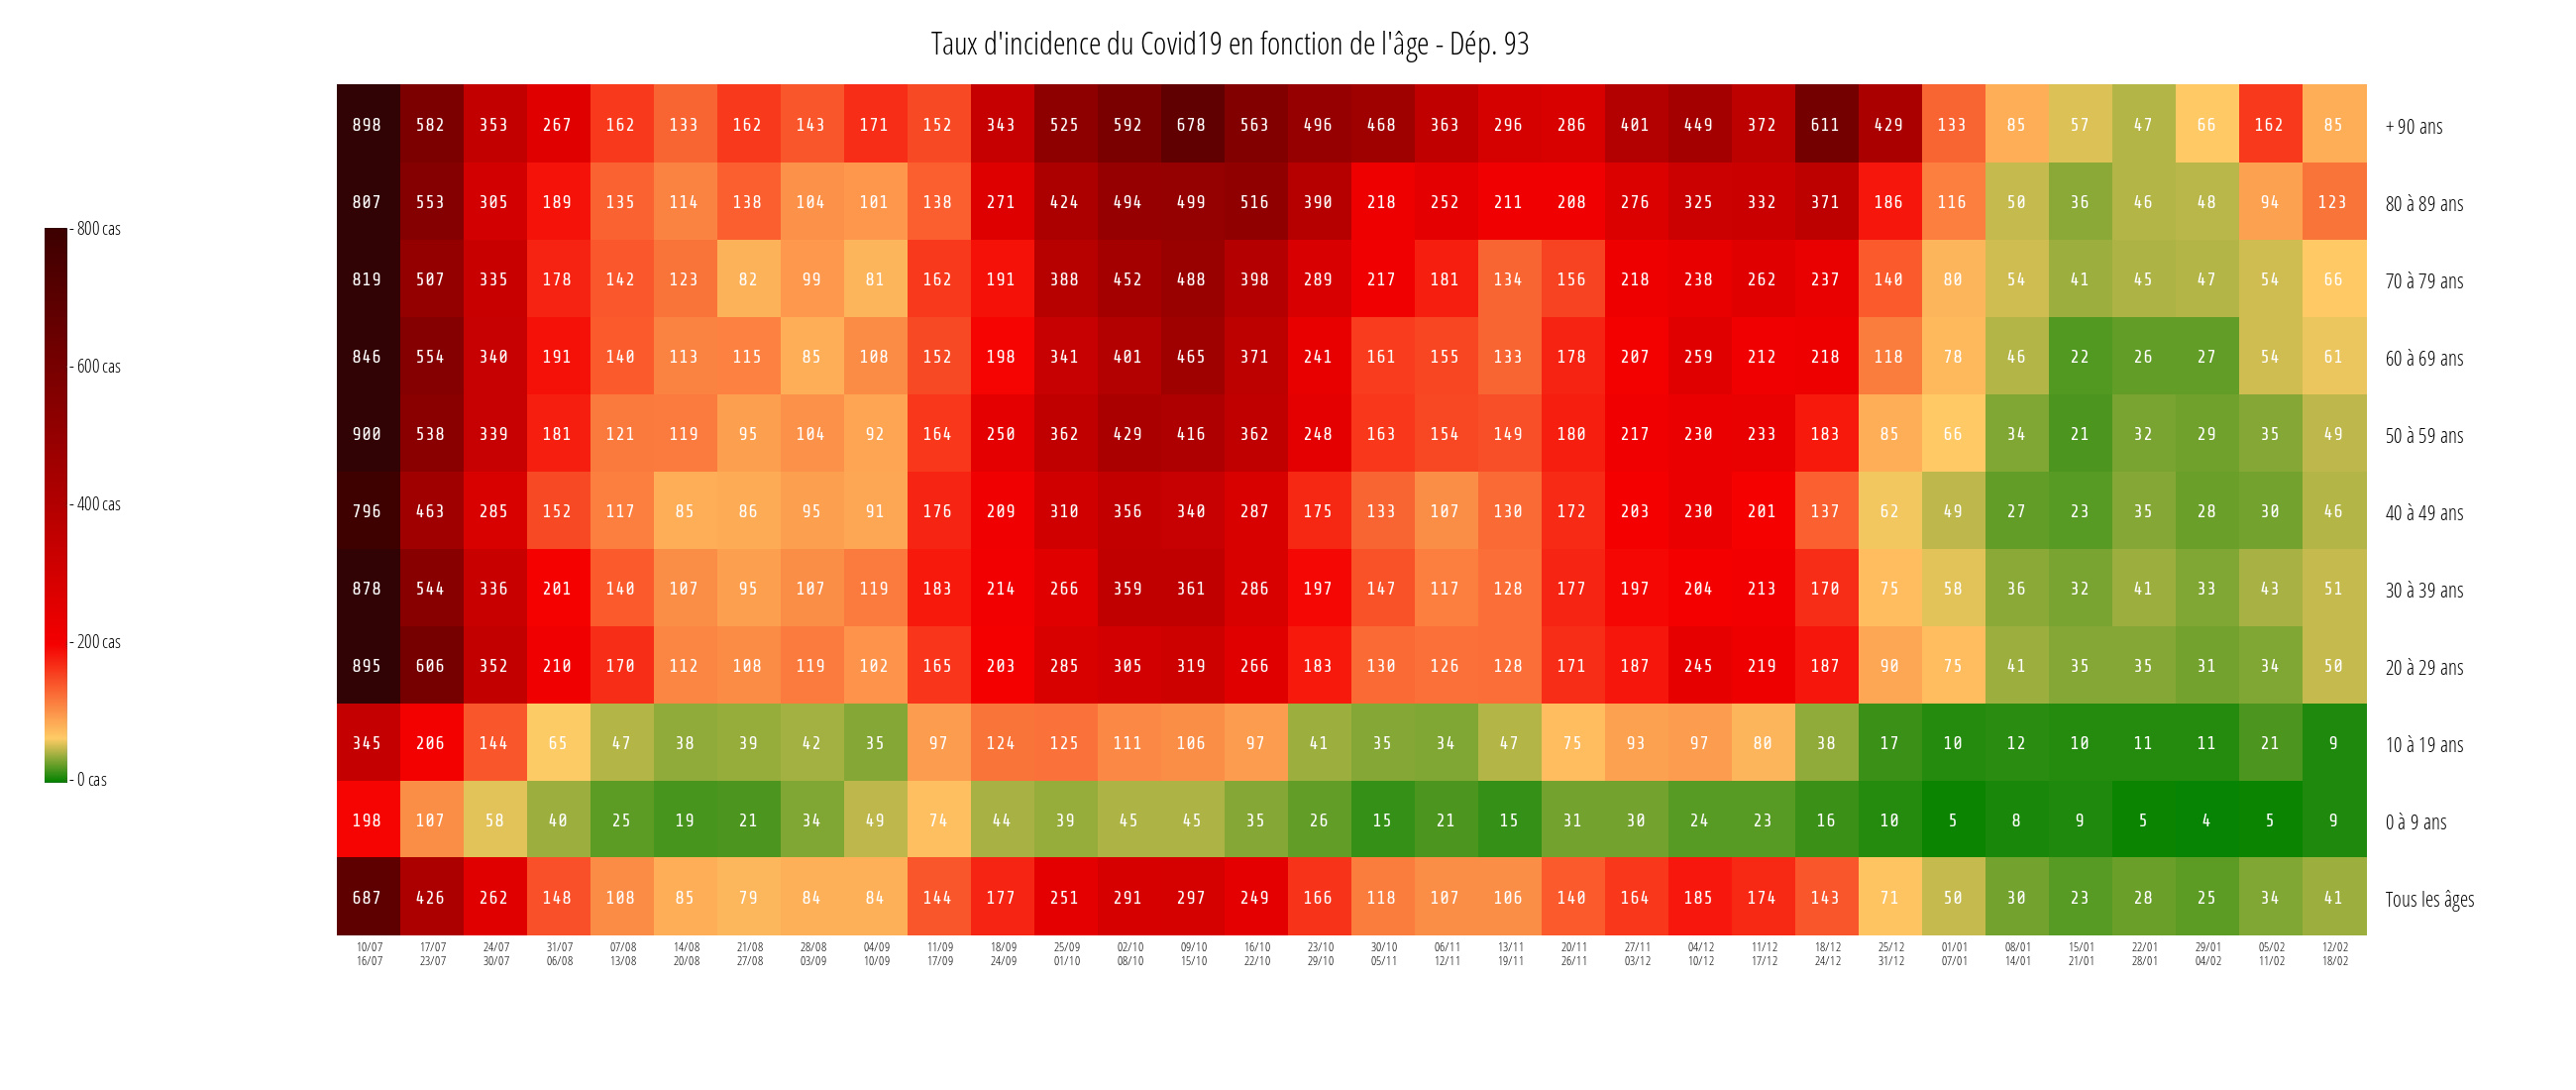 Taux d'incidence du Covid19 en fonction de l'âge - Dép. 93
- 800 cas
- 600 cas
- 400 cas
- 200 cas
- 0 cas
898 582 353 267 162 133 162 143 171 152 343 525 592 678 563 496 468 363 296 286 401 449 372 611 429 133 85 57 47 66 162 85 + 90 ans
807 553 305 189 135 114 138 104 101 138 271 424 494 499 516 390 218 252 211 208 276 325 332 371 186 116 50 36 46 48 94 123 80 à 89 ans
819 507 335 178 142 123 82 99 81 162 191 388 452 488 398 289 217 181 134 156 218 238 262 237 140 80 54 41 45 47 54 66 70 à 79 ans
846 554 340 191 140 113 115 85 108 152 198 341 401 465 371 241 161 155 133 178 207 259 212 218 118 78 46 22 26 27 54 61 60 à 69 ans
900 538 339 181 121 119 95 104 92 164 250 362 429 416 362 248 163 154 149 180 217 230 233 183 85 66 34 21 32 29 35 49 50 à 59 ans
796 463 285 152 117 85 86 95 91 176 209 310 356 340 287 175 133 107 130 172 203 230 201 137 62 49 27 23 35 28 30 46 40 à 49 ans
878 544 336 201 140 107 95 107 119 183 214 266 359 361 286 197 147 117 128 177 197 204 213 170 75 58 36 32 41 33 43 51 30 à 39 ans
895 606 352 210 170 112 108 119 102 165 203 285 305 319 266 183 130 126 128 171 187 245 219 187 90 75 41 35 35 31 34 50 20 à 29 ans
345 206 144 65 47 38 39 42 35 97 124 125 111 106 97 41 35 34 47 75 93 97 80 38 17 10 12 10 11 11 21 9 10 à 19 ans
198 107 58 40 25 19 21 34 49 74 44 39 45 45 35 26 15 21 15 31 30 24 23 16 10 5 8 9 5 4 5 9 0 à 9 ans
687 426 262 148 108 85 79 84 84 144 177 251 291 297 249 166 118 107 106 140 164 185 174 143 71 50 30 23 28 25 34 41 Tous les âges
10/07 17/07 24/07 31/07 07/08 14/08 21/08 28/08 04/09 11/09 18/09 25/09 02/10 09/10 16/10 23/10 30/10 06/11 13/11 20/11 27/11 04/12 11/12 18/12 25/12 01/01 08/01 15/01 22/01 29/01 05/02 12/02
16/07 23/07 30/07 06/08 13/08 20/08 27/08 03/09 10/09 17/09 24/09 01/10 08/10 15/10 22/10 29/10 05/11 12/11 19/11 26/11 03/12 10/12 17/12 24/12 31/12 07/01 14/01 21/01 28/01 04/02 11/02 18/02